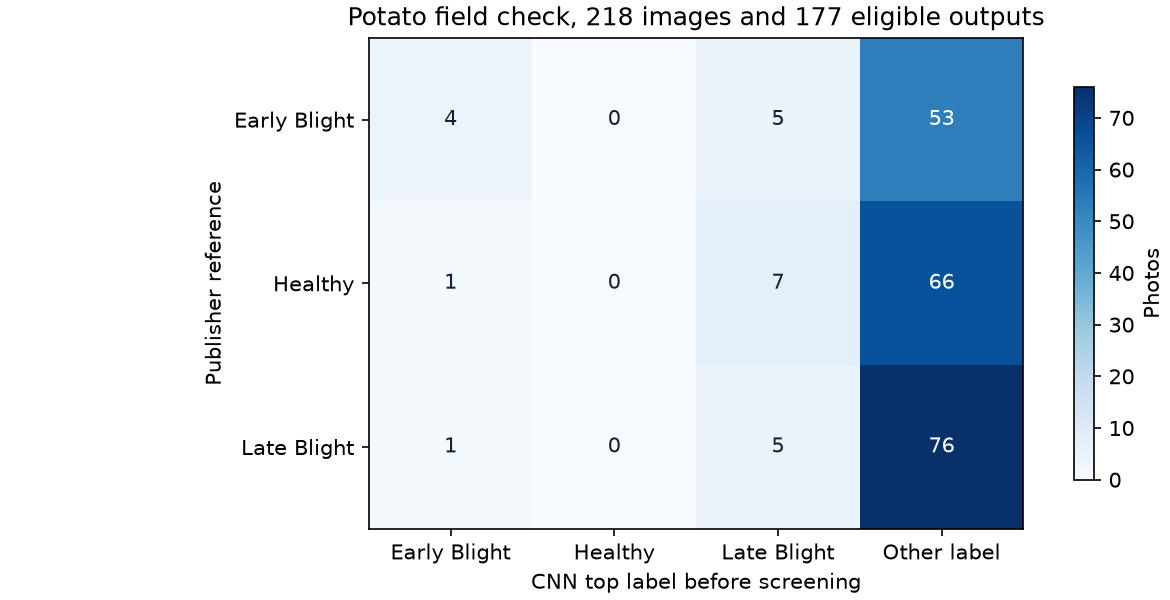 Potato field check, 218 images and 177 eligible outputs
Publisher reference
Early Blight
4 0 5 53
Healthy
1 0 7 66
Late Blight
1 0 5 76
Early Blight Healthy Late Blight Other label
CNN top label before screening
70
60
50
40
30
20
10
0
Photos